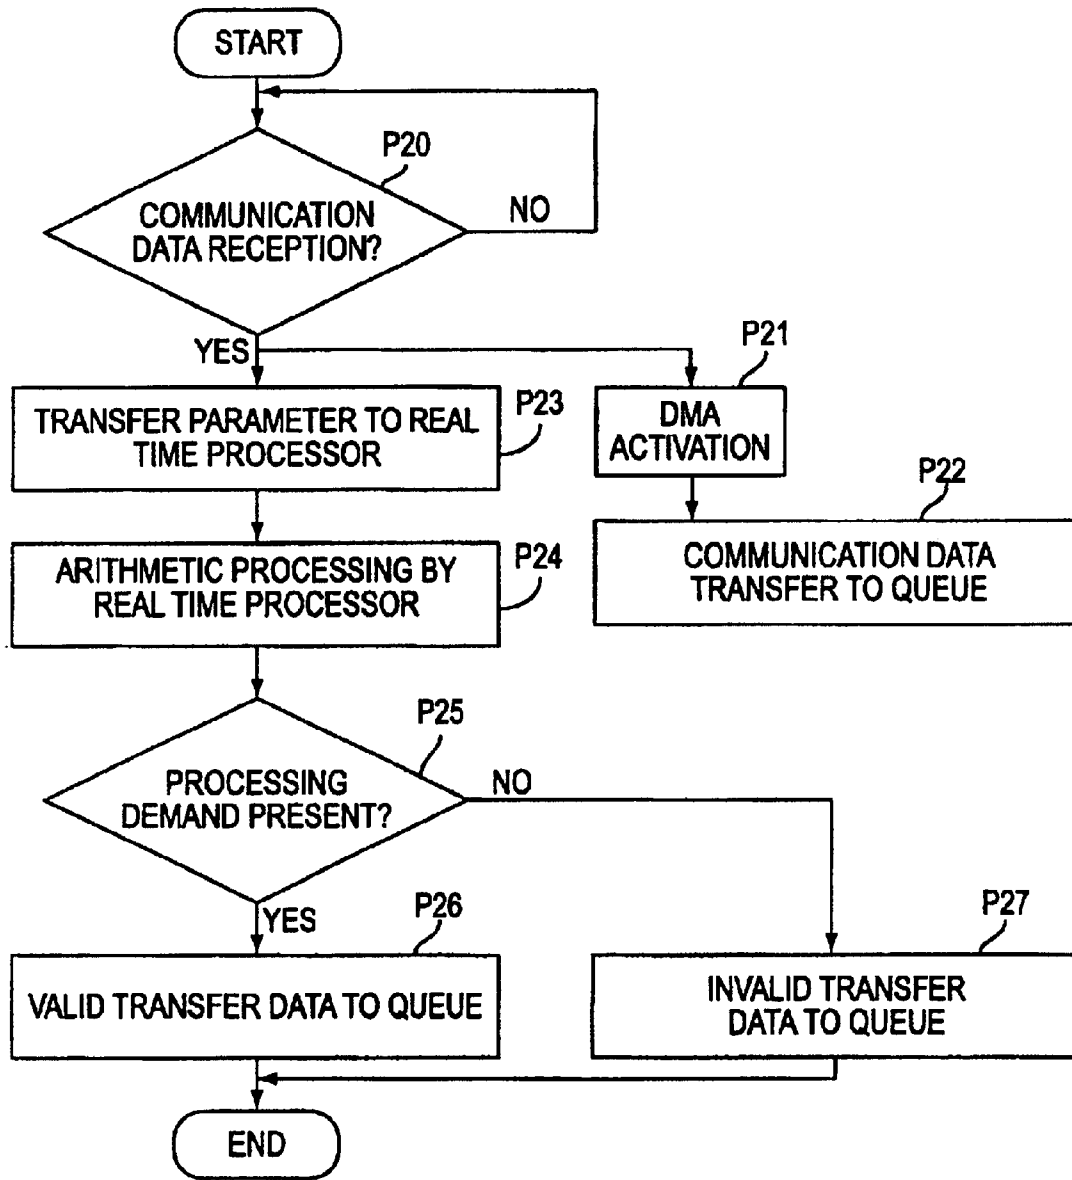 START
P20
COMMUNICATION
DATA RECEPTION?
NO
YES
P21
DMA
ACTIVATION
P23
TRANSFER PARAMETER TO REAL
TIME PROCESSOR
P22
COMMUNICATION DATA
TRANSFER TO QUEUE
P24
ARITHMETIC PROCESSING BY
REAL TIME PROCESSOR
P25
PROCESSING
DEMAND PRESENT?
NO
YES
P26
VALID TRANSFER DATA TO QUEUE
P27
INVALID TRANSFER
DATA TO QUEUE
END